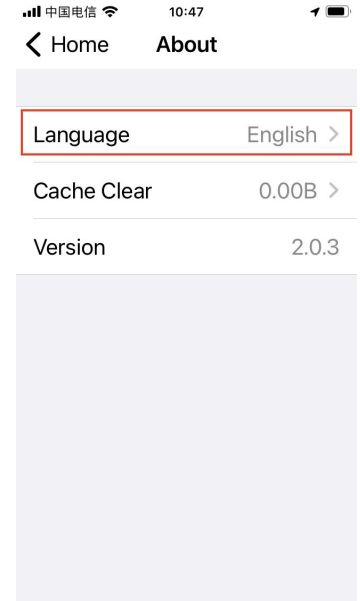 中国电信 10:47
Home About
Language English
Cache Clear 0.00B
Version 2.0.3